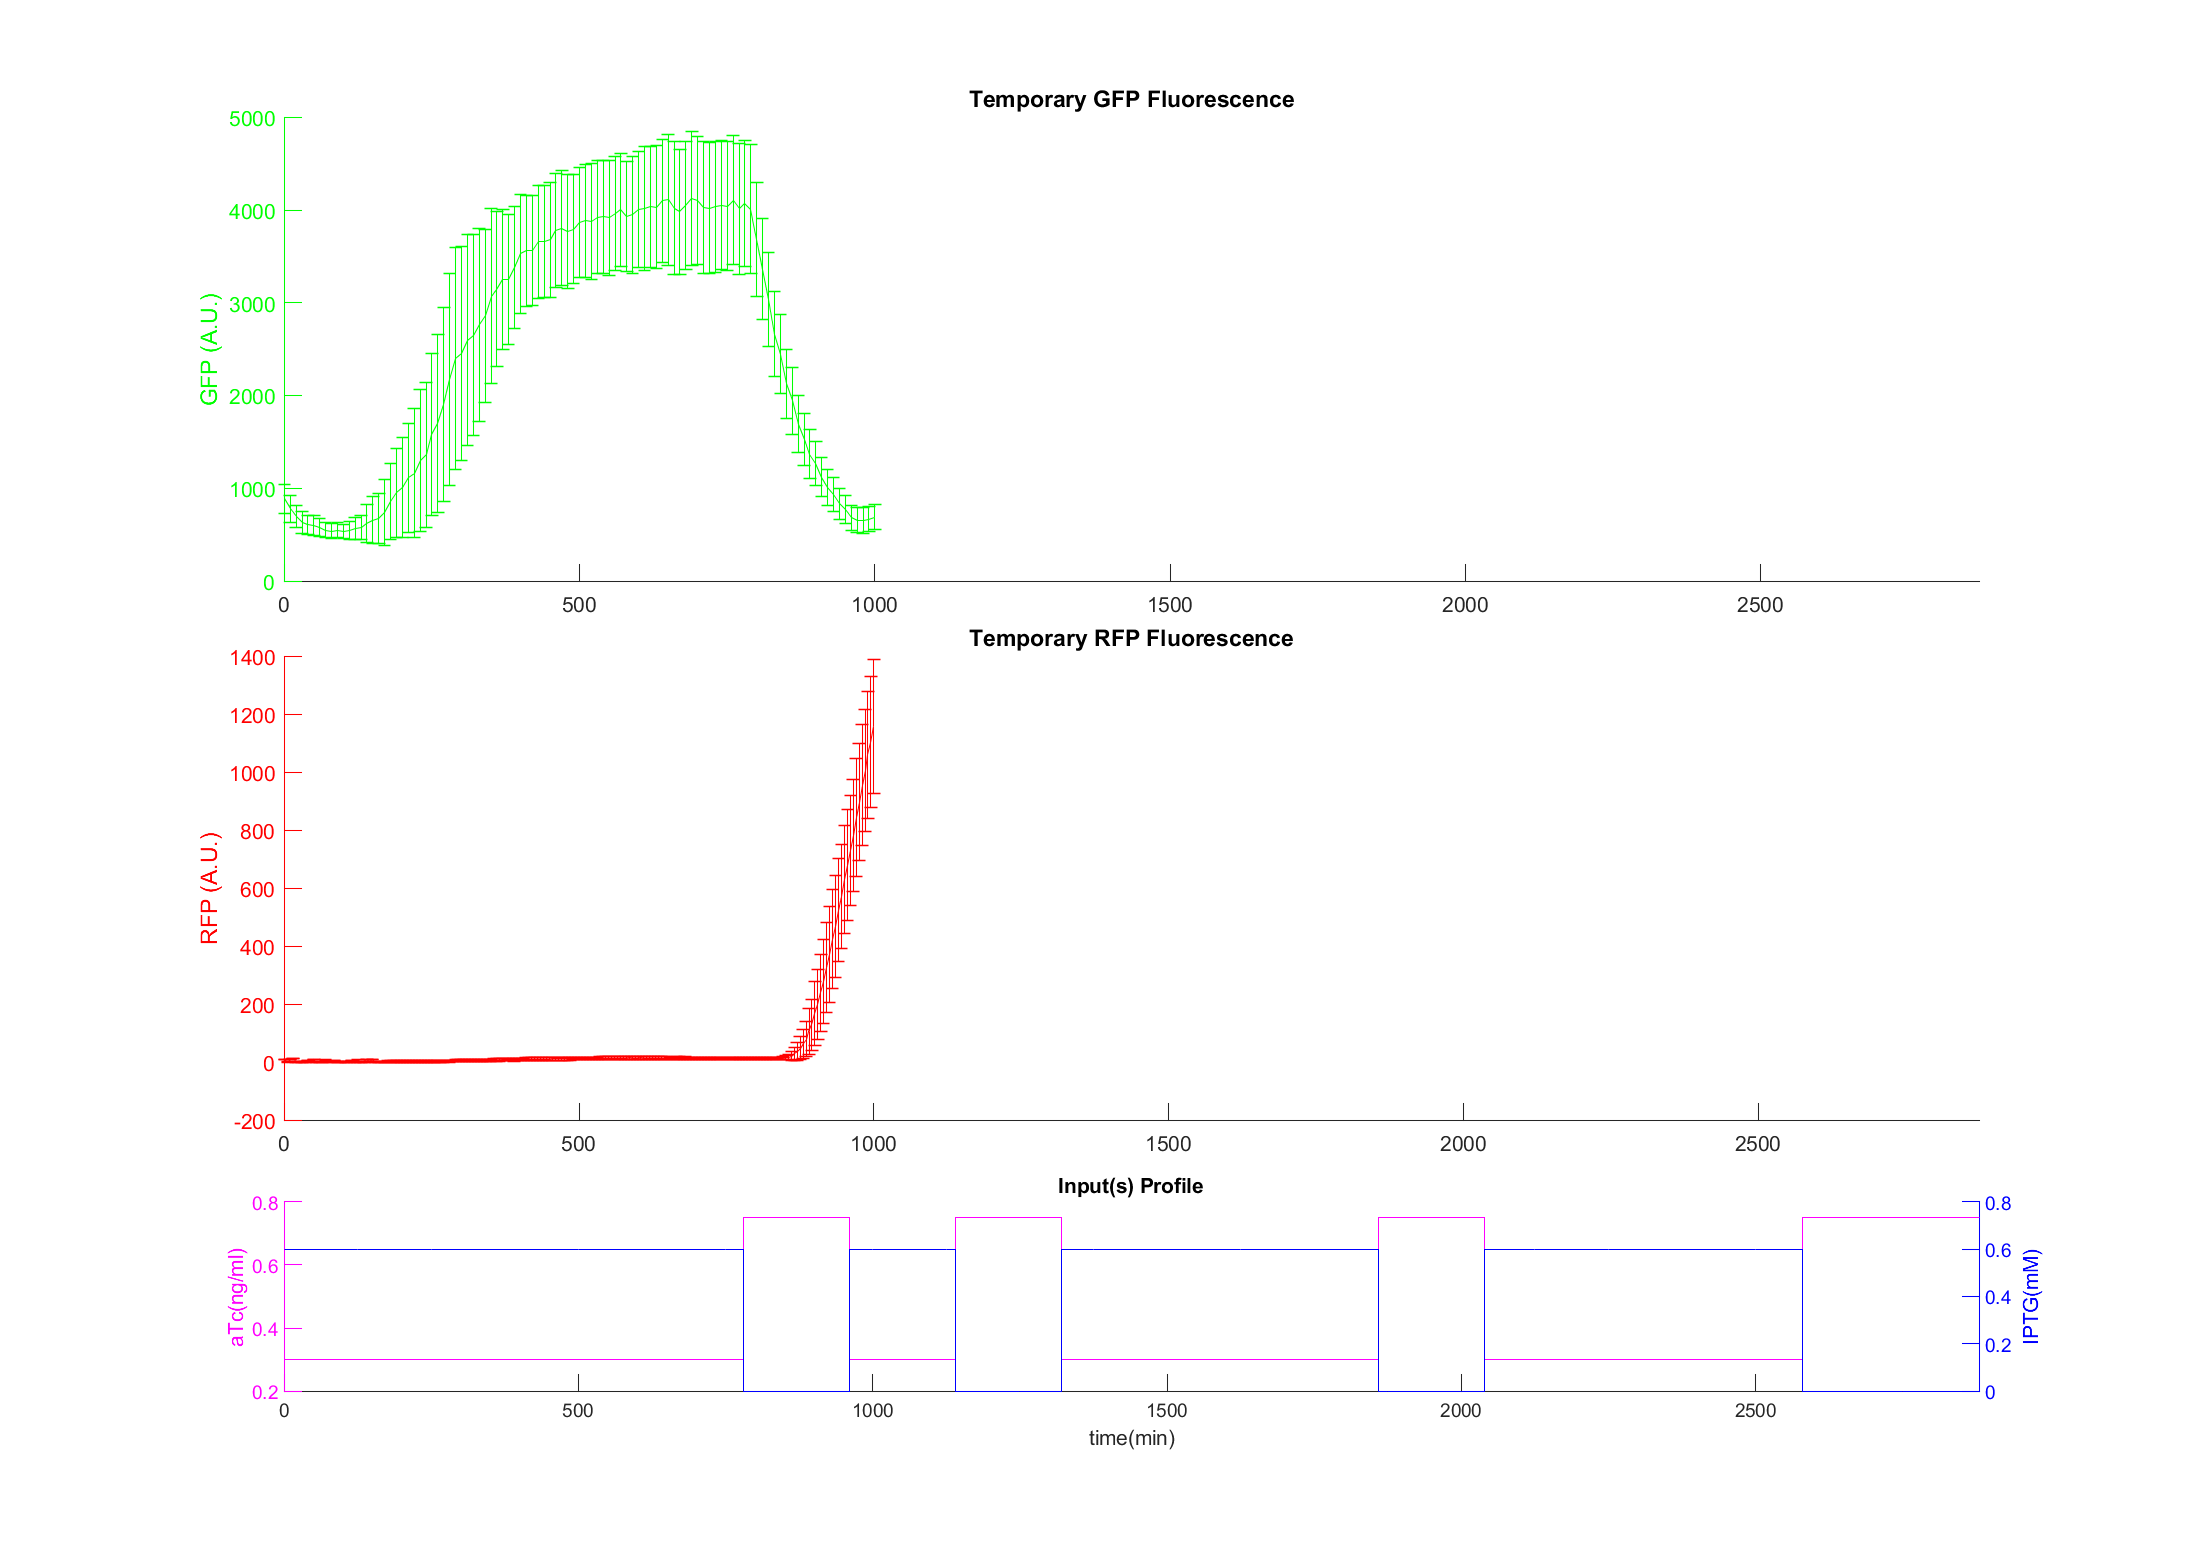 Temporary GFP Fluorescence
5000
4000
3000
2000
1000
0
GFP (A.U.)
0 500 1000 1500 2000 2500
Temporary RFP Fluorescence
1400
1200
1000
800
600
400
200
0
-200
RFP (A.U.)
0 500 1000 1500 2000 2500
Input(s) Profile
0.8
0.6
0.4
0.2
aTc(ng/ml)
0.8
0.6
0.4
0.2
0
IPTG(mM)
0 500 1000 1500 2000 2500
time(min)